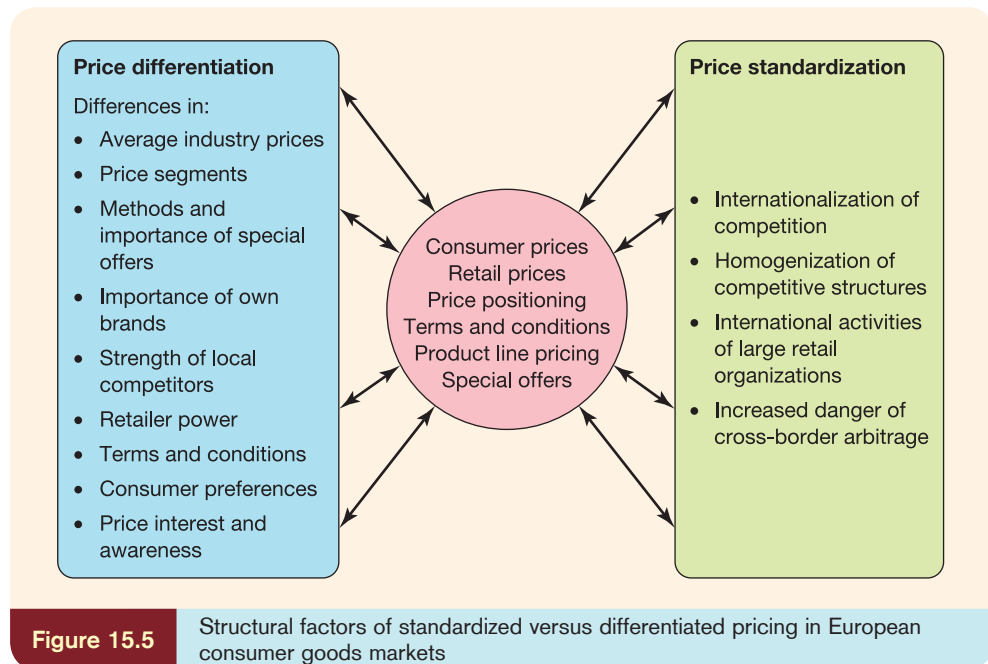 Price differentiation
Differences in:
• Average industry prices
• Price segments
• Methods and
importance of special
offers
• Importance of own
brands
• Strength of local
competitors
• Retailer power
• Terms and conditions
• Consumer preferences
• Price interest and
awareness
Consumer prices
Retail prices
Price positioning
Terms and conditions
Product line pricing
Special offers
Price standardization
• Internationalization of
competition
• Homogenization of
competitive structures
• International activities
of large retail
organizations
• Increased danger of
cross-border arbitrage
Figure 15.5
Structural factors of standardized versus differentiated pricing in European
consumer goods markets